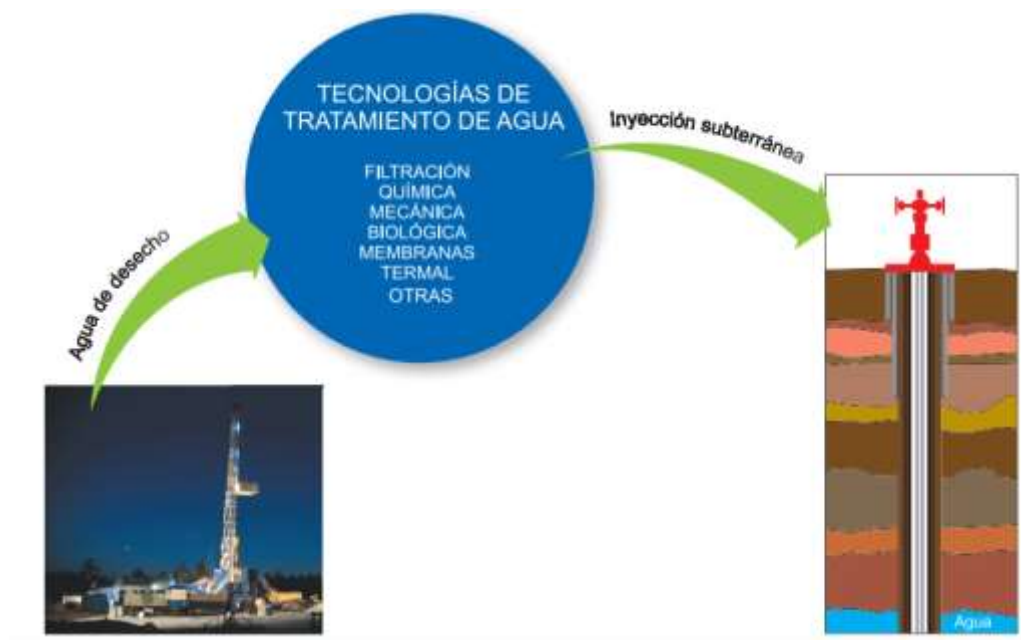 TECNOLOGÍAS DE
TRATAMIENTO DE AGUA
FILTRACIÓN
QUÍMICA
MECÁNICA
BIOLÓGICA
MEMBRANAS
TERMAL
OTRAS
Inyección subterránea
Agua de desecho
Agua